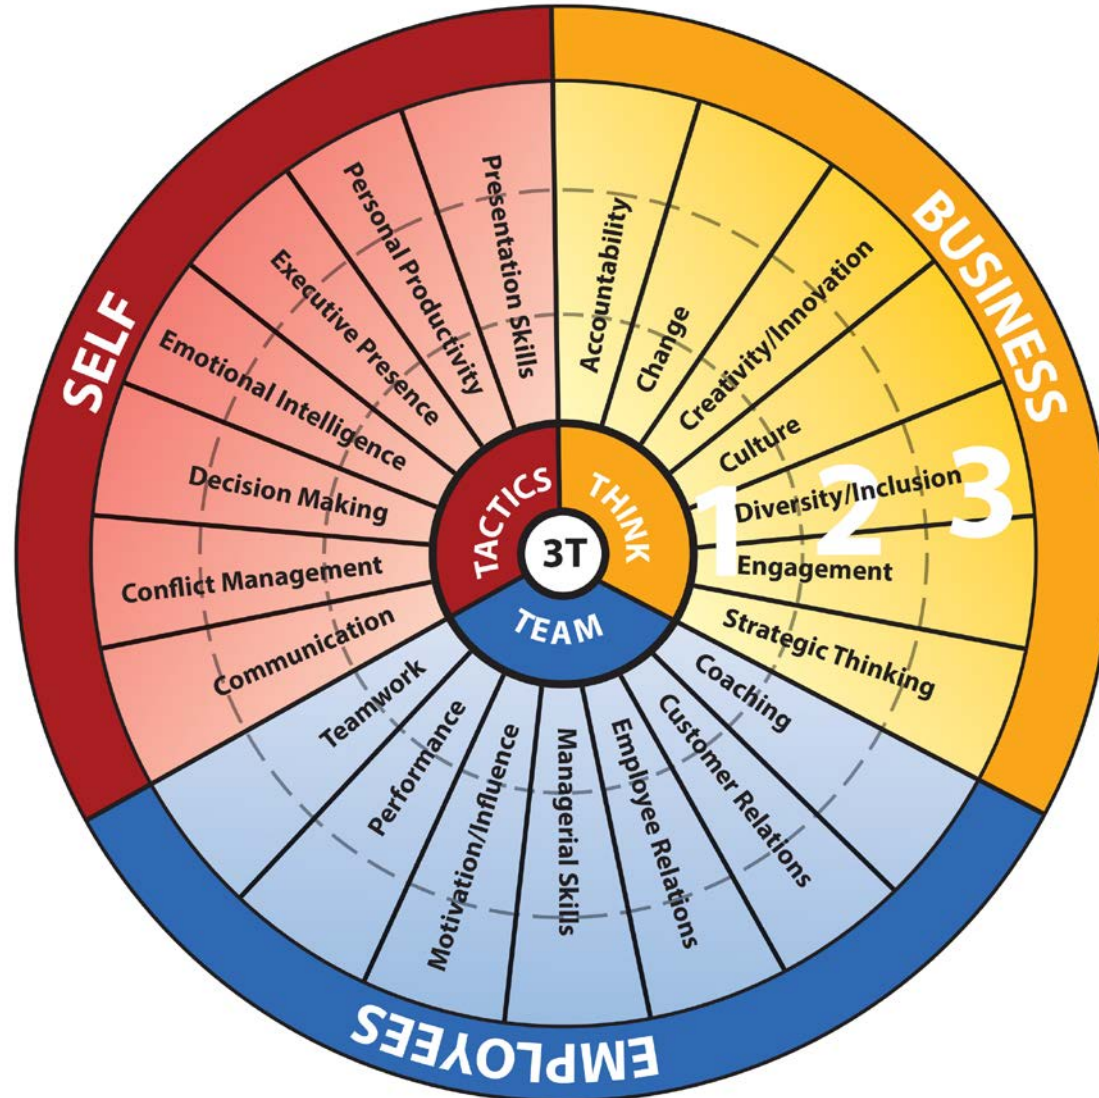 SELF
BUSINESS
EMPLOYEES
TACTICS
THINK
TEAM
3T
Presentation Skills
Personal Productivity
Executive Presence
Emotional Intelligence
Decision Making
Conflict Management
Communication
Accountability
Change
Creativity/Innovation
Culture
Diversity/Inclusion
Engagement
Strategic Thinking
1
2
3
Coaching
Customer Relations
Employee Relations
Managerial Skills
Motivation/Influence
Performance
Teamwork